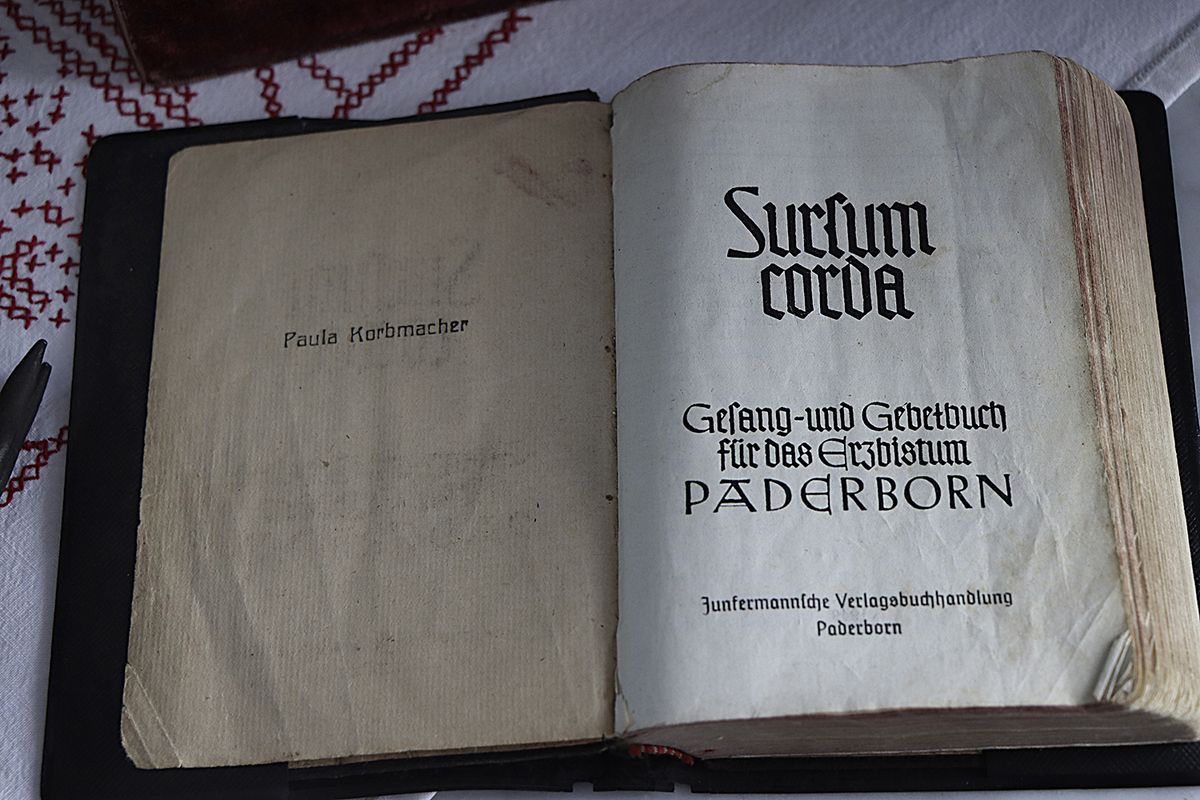 Paula Korbmacher
Surſum
corda
Geſang-und Gebetbuch
für das Erzbistum
PADERBORN
Junfermannſche Verlagsbuchhandlung
Paderborn